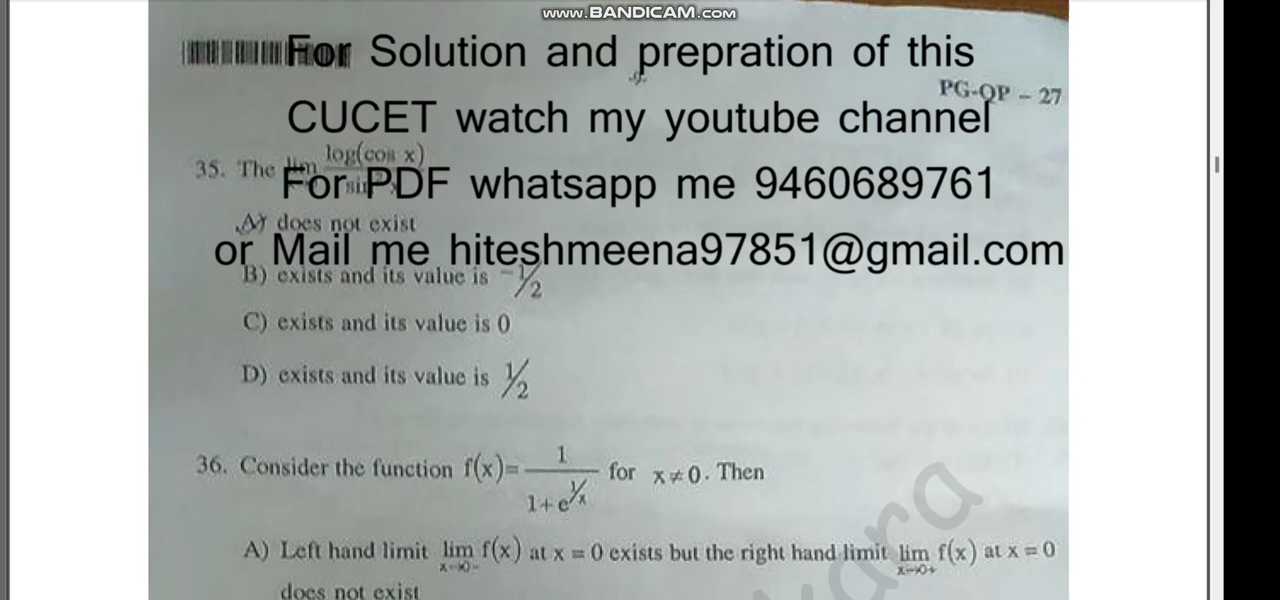 www.BANDICAM.com
For Solution and prepration of this
PG-QP – 27
CUCET watch my youtube channel
35. The lim log(cos x)
For PDF whatsapp me 9460689761
A) does not exist
or Mail me hiteshmeena97851@gmail.com
B) exists and its value is -1/2
C) exists and its value is 0
D) exists and its value is 1/2
36. Consider the function f(x)= 1/(1+e^(1/x)) for x≠0. Then
A) Left hand limit lim x→0- f(x) at x = 0 exists but the right hand limit lim x→0+ f(x) at x = 0
does not exist